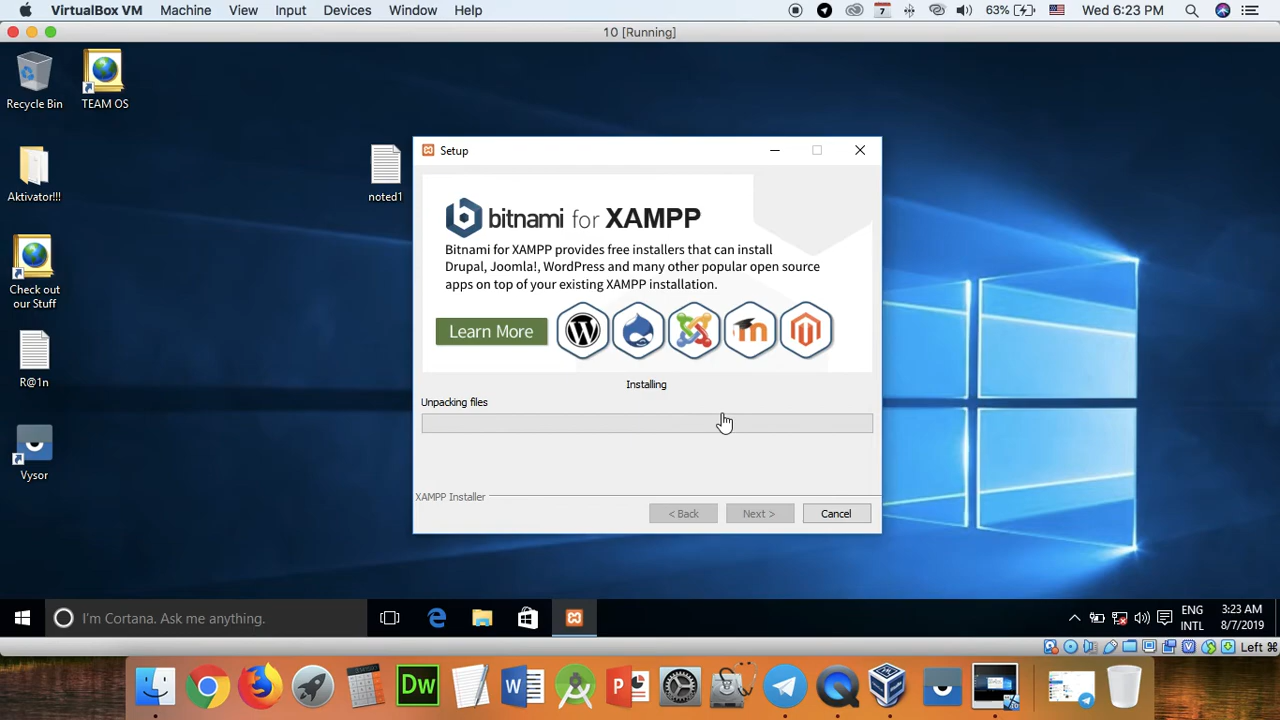 VirtualBox VM Machine View Input Devices Window Help 7 63% Wed 6:23 PM
10 [Running]
Recycle Bin
TEAM OS
Aktivator!!!
noted1
Check out
our Stuff
R@1n
Vysor
Setup
bitnami for XAMPP
Bitnami for XAMPP provides free installers that can install
Drupal, Joomla!, WordPress and many other popular open source
apps on top of your existing XAMPP installation.
Learn More
Installing
Unpacking files
XAMPP Installer
< Back Next > Cancel
I'm Cortana. Ask me anything.
ENG
INTL
3:23 AM
8/7/2019
Left ⌘
Dw